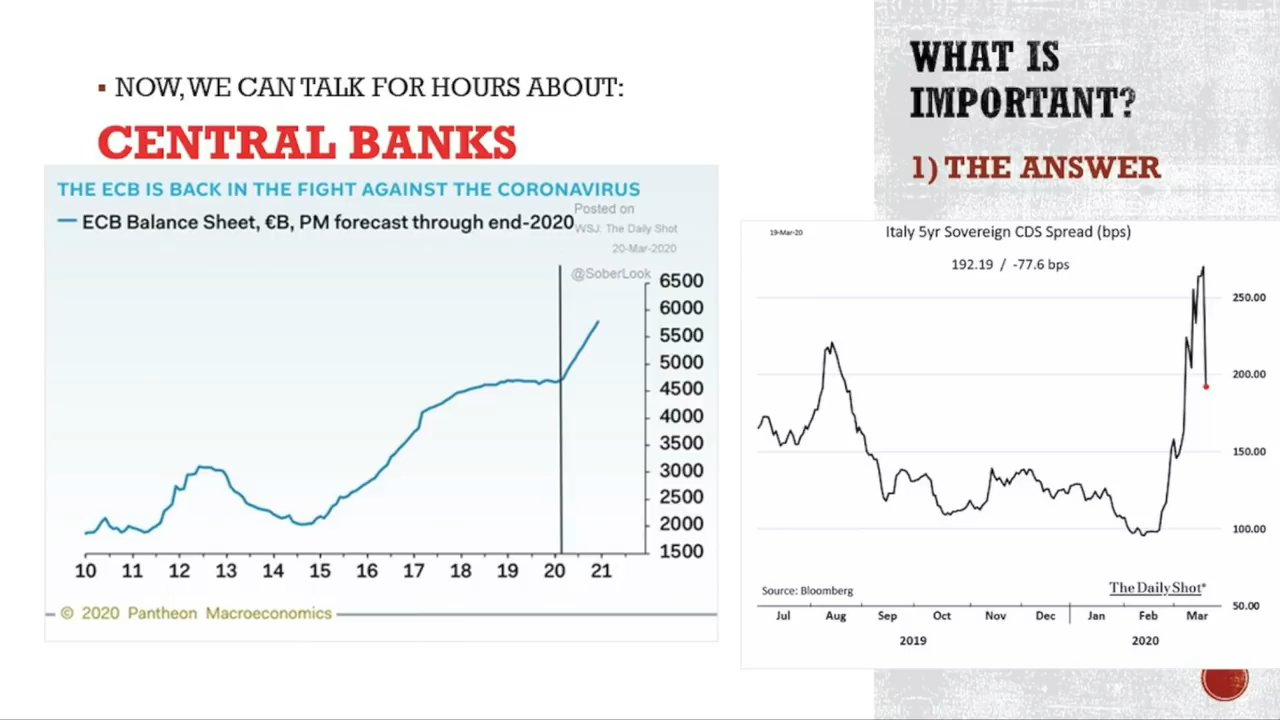 ▪ NOW, WE CAN TALK FOR HOURS ABOUT:
CENTRAL BANKS
THE ECB IS BACK IN THE FIGHT AGAINST THE CORONAVIRUS
ECB Balance Sheet, €B, PM forecast through end-2020
Posted on
WSJ: The Daily Shot
20-Mar-2020
@SoberLook
6500
6000
5500
5000
4500
4000
3500
3000
2500
2000
1500
10 11 12 13 14 15 16 17 18 19 20 21
© 2020 Pantheon Macroeconomics
WHAT IS
IMPORTANT?
1) THE ANSWER
19-Mar-20
Italy 5yr Sovereign CDS Spread (bps)
192.19 / -77.6 bps
250.00
200.00
150.00
100.00
50.00
Source: Bloomberg
The Daily Shot*
Jul Aug Sep Oct Nov Dec Jan Feb Mar
2019 2020